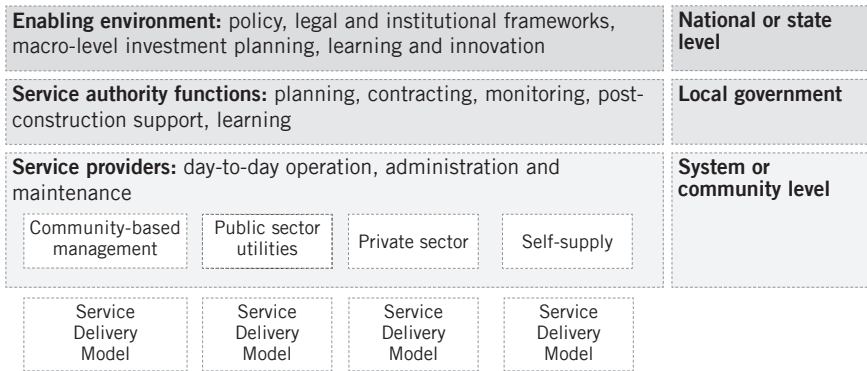 Enabling environment: policy, legal and institutional frameworks,
macro-level investment planning, learning and innovation
National or state
level
Service authority functions: planning, contracting, monitoring, post-
construction support, learning
Local government
Service providers: day-to-day operation, administration and
maintenance
System or
community level
Community-based
management
Public sector
utilities
Private sector
Self-supply
Service
Delivery
Model
Service
Delivery
Model
Service
Delivery
Model
Service
Delivery
Model